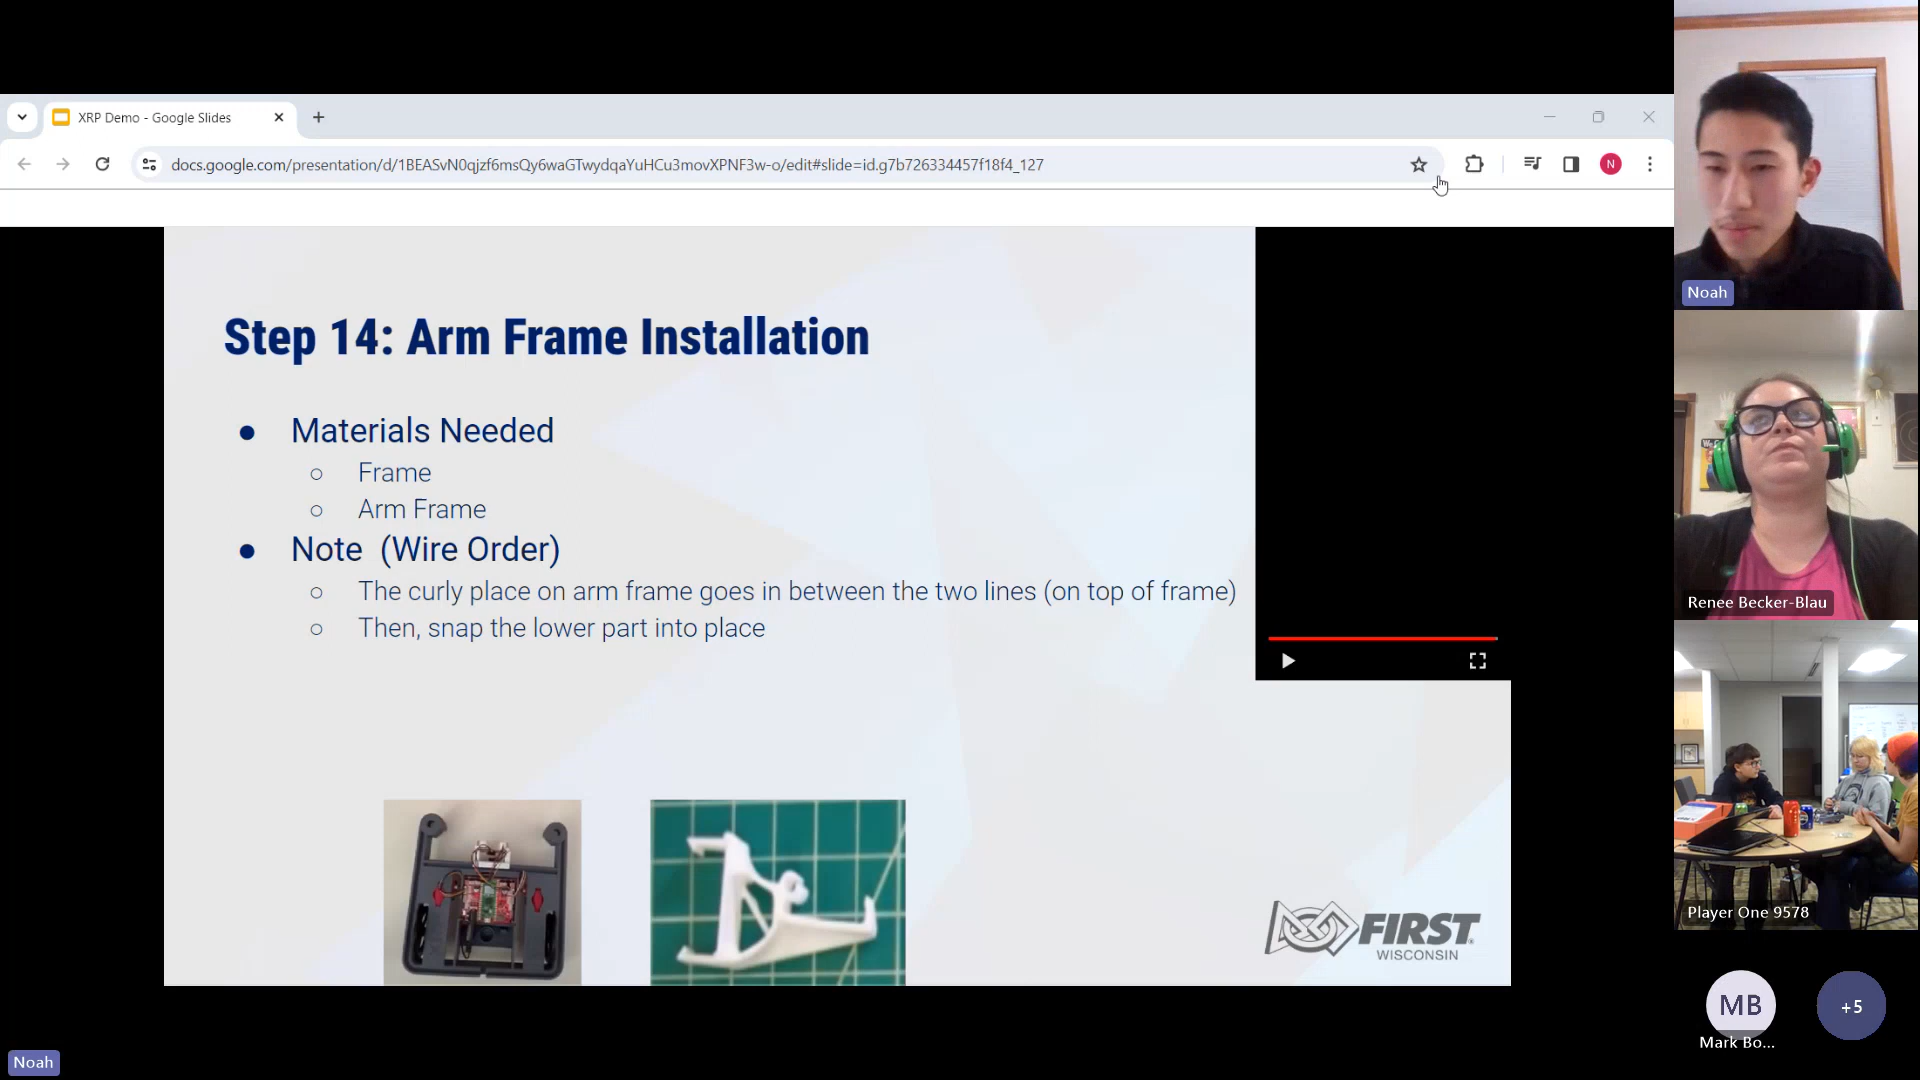 XRP Demo - Google Slides
docs.google.com/presentation/d/1BEASvN0qjzf6msQy6waGTwydqaYuHCu3movXPNF3w-o/edit#slide=id.g7b726334457f18f4_127
N
Step 14: Arm Frame Installation
● Materials Needed
○ Frame
○ Arm Frame
● Note (Wire Order)
○ The curly place on arm frame goes in between the two lines (on top of frame)
○ Then, snap the lower part into place
FIRST
WISCONSIN
Noah
Renee Becker-Blau
Player One 9578
MB
+5
Mark Bo...
Noah